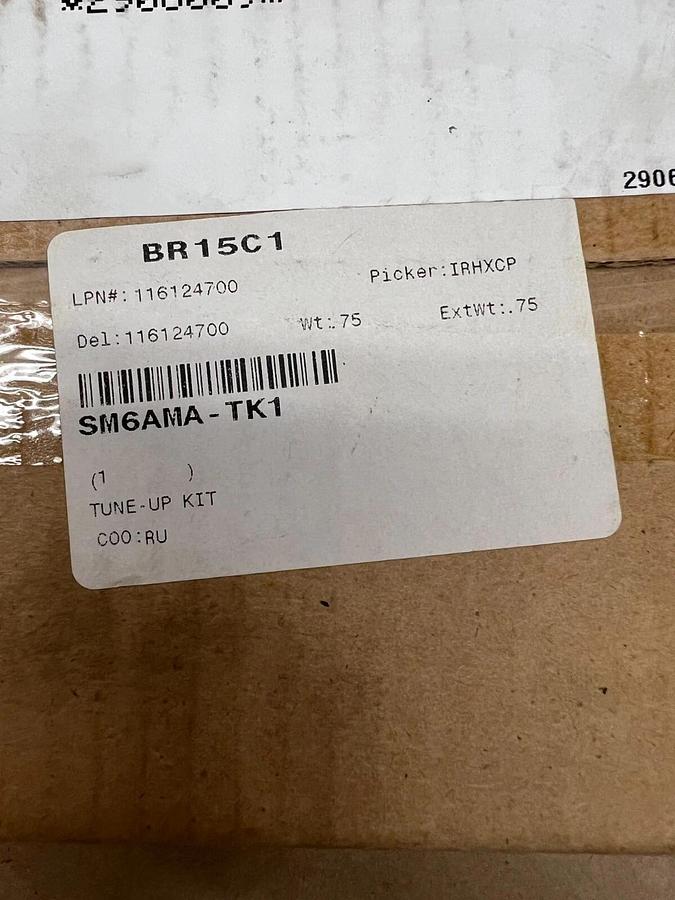 2906
BR15C1
LPN#: 116124700 Picker:IRHXCP
Del:116124700 Wt:.75 ExtWt:.75
SM6AMA-TK1
(1 )
TUNE-UP KIT
COO:RU